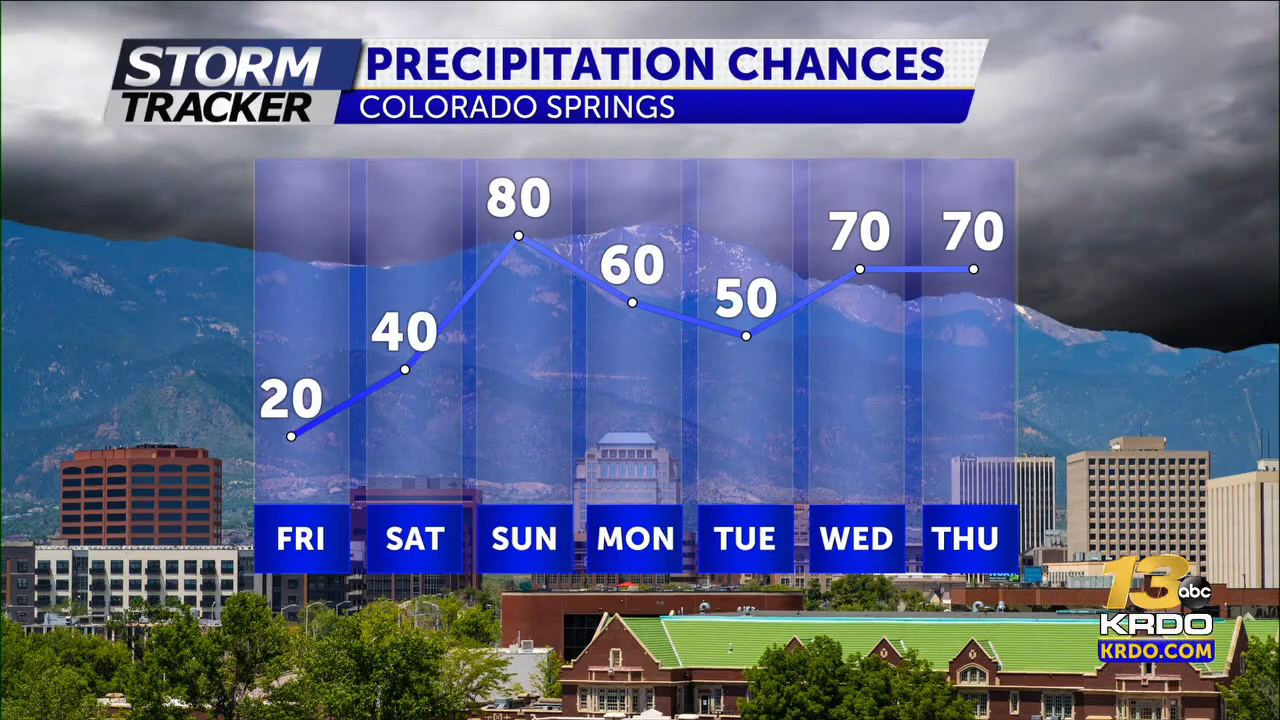 STORM
TRACKER
PRECIPITATION CHANCES
COLORADO SPRINGS
20 40 80 60 50 70 70
FRI SAT SUN MON TUE WED THU
13 abc
KRDO
KRDO.COM